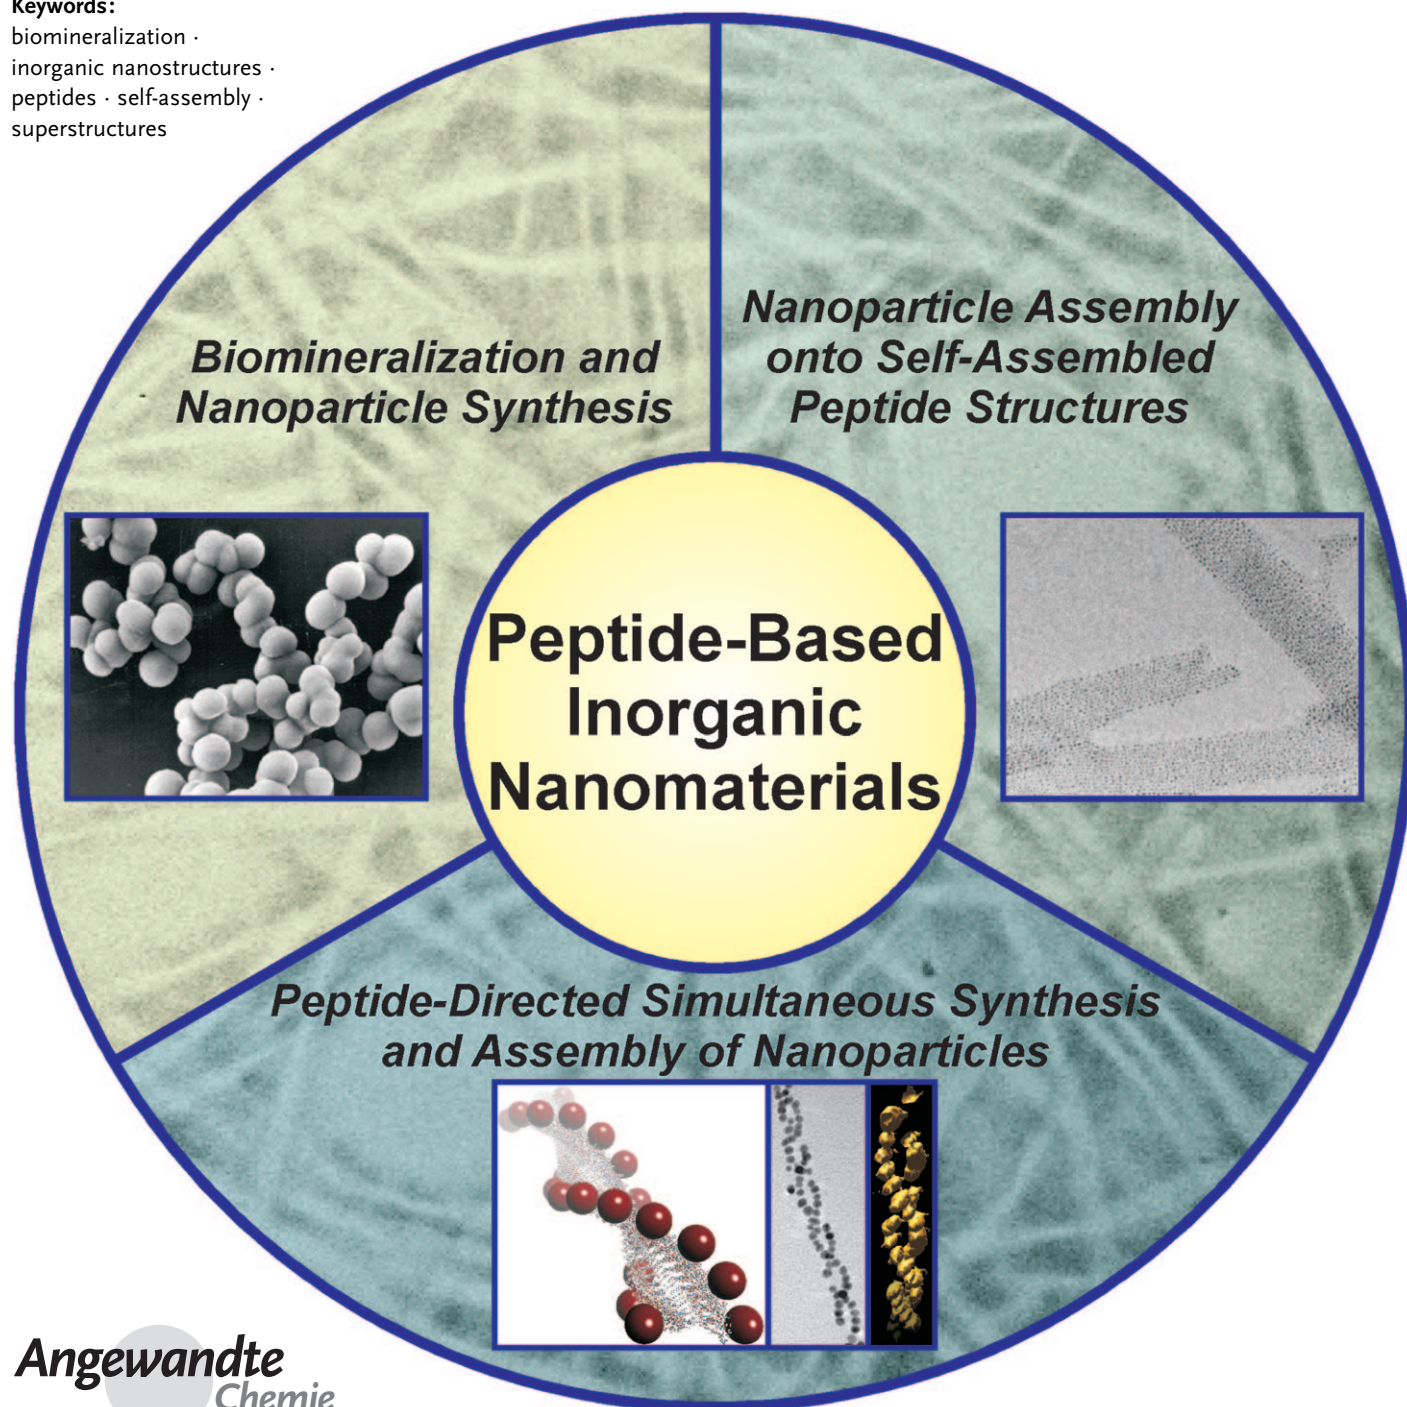 Keywords:
biomineralization ·
inorganic nanostructures ·
peptides · self-assembly ·
superstructures
Biomineralization and
Nanoparticle Synthesis
Nanoparticle Assembly
onto Self-Assembled
Peptide Structures
Peptide-Based
Inorganic
Nanomaterials
Peptide-Directed Simultaneous Synthesis
and Assembly of Nanoparticles
Angewandte
Chemie